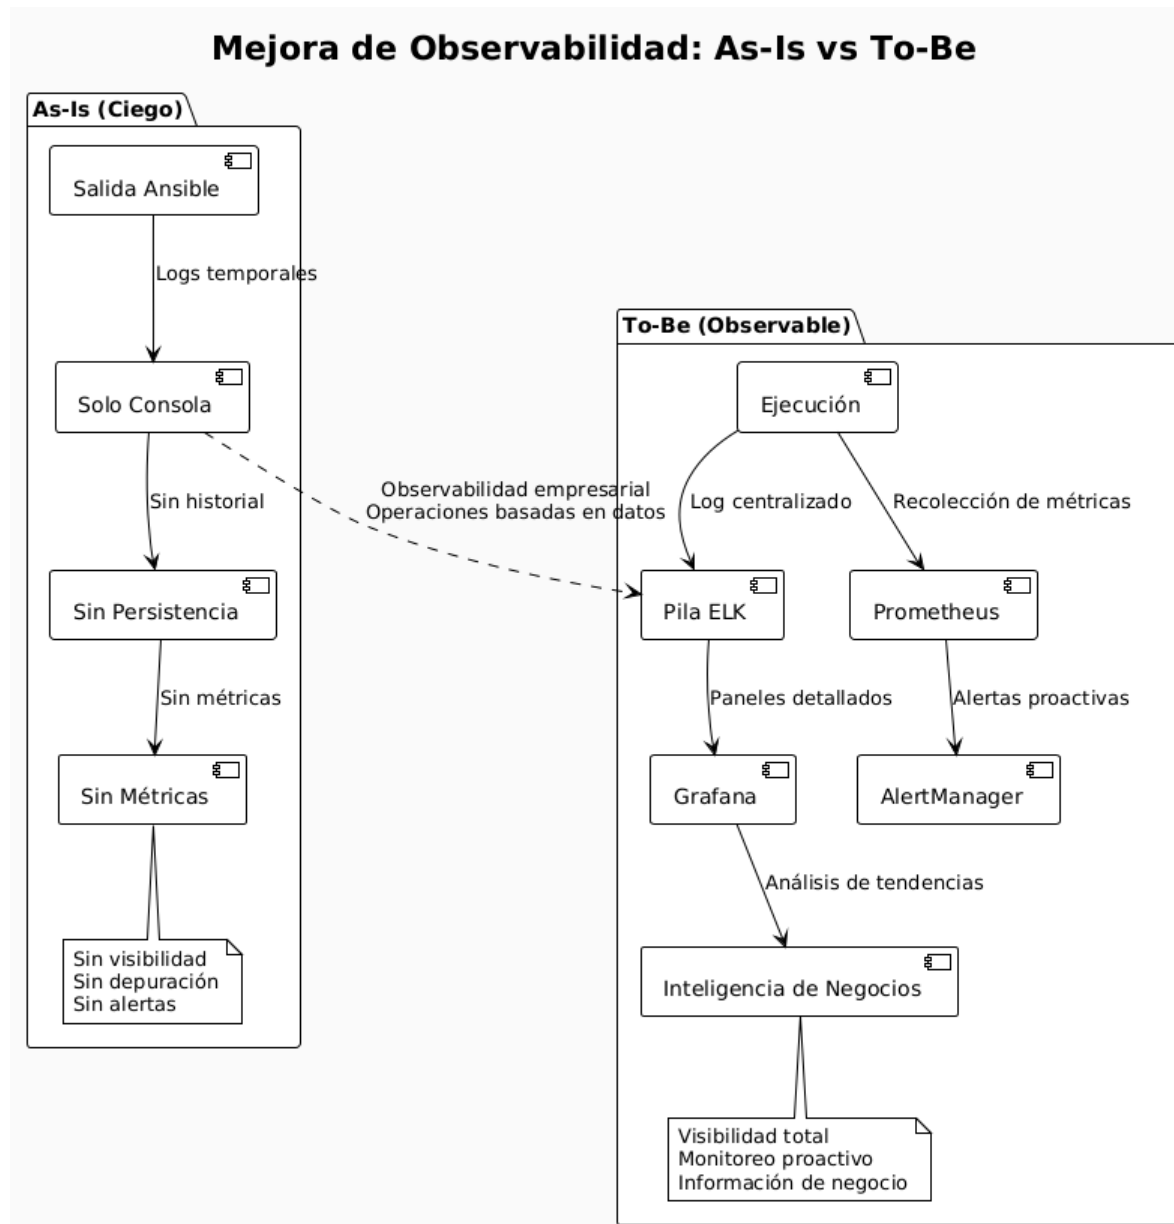 Mejora de Observabilidad: As-Is vs To-Be
As-Is (Ciego)
Salida Ansible
Logs temporales
Solo Consola
Sin historial
Sin Persistencia
Sin métricas
Sin Métricas
Sin visibilidad
Sin depuración
Sin alertas
Observabilidad empresarial
Operaciones basadas en datos
To-Be (Observable)
Ejecución
Log centralizado
Recolección de métricas
Pila ELK
Prometheus
Paneles detallados
Alertas proactivas
Grafana
AlertManager
Análisis de tendencias
Inteligencia de Negocios
Visibilidad total
Monitoreo proactivo
Información de negocio